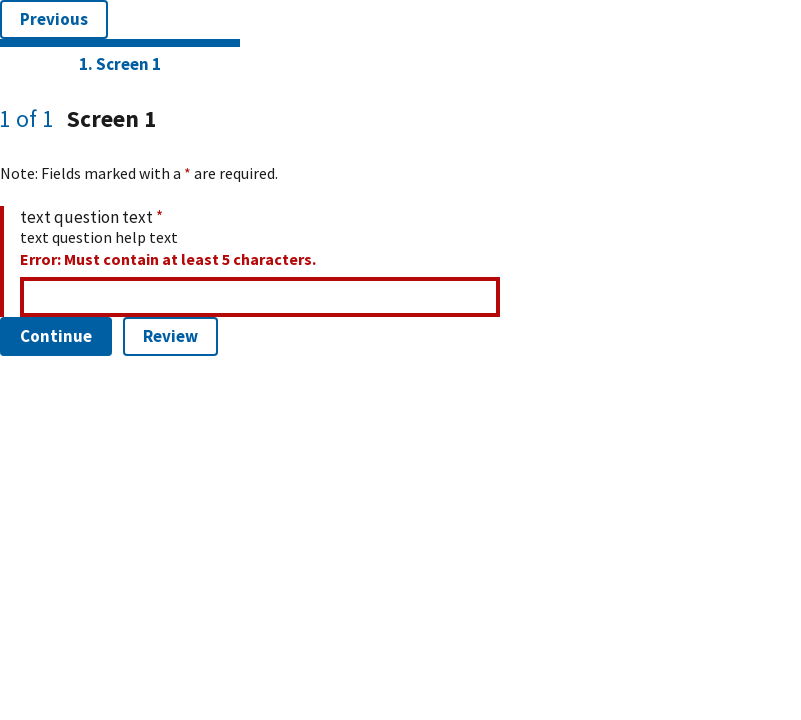 Previous
1. Screen 1
1 of 1 Screen 1
Note: Fields marked with a * are required.
text question text *
text question help text
Error: Must contain at least 5 characters.
Continue Review